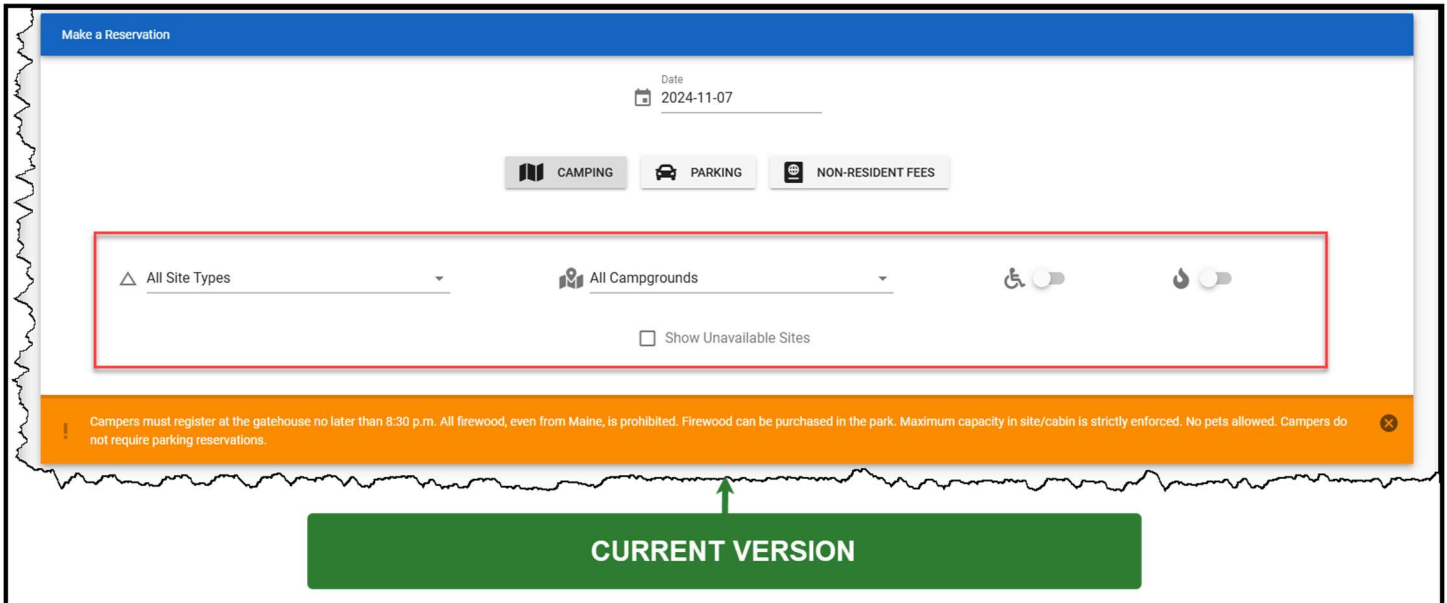 Make a Reservation
Date
2024-11-07
CAMPING PARKING NON-RESIDENT FEES
All Site Types All Campgrounds
Show Unavailable Sites
Campers must register at the gatehouse no later than 8:30 p.m. All firewood, even from Maine, is prohibited. Firewood can be purchased in the park. Maximum capacity in site/cabin is strictly enforced. No pets allowed. Campers do
not require parking reservations.
CURRENT VERSION